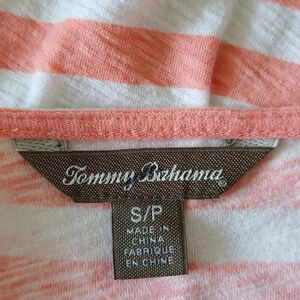 Tommy Bahama®
S/P
MADE IN
CHINA
FABRIQUÉ
EN CHINE